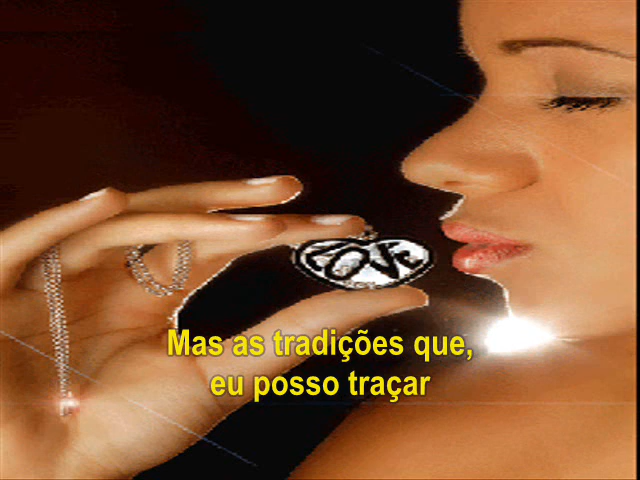 Love
Mas as tradições que,
eu posso traçar